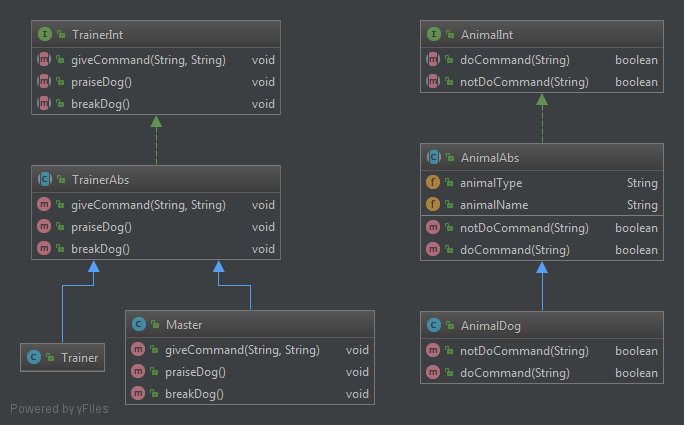 TrainerInt
giveCommand(String, String) void
praiseDog() void
breakDog() void
TrainerAbs
giveCommand(String, String) void
praiseDog() void
breakDog() void
Trainer
Master
giveCommand(String, String) void
praiseDog() void
breakDog() void
AnimalInt
doCommand(String) boolean
notDoCommand(String) boolean
AnimalAbs
animalType String
animalName String
notDoCommand(String) boolean
doCommand(String) boolean
AnimalDog
notDoCommand(String) boolean
doCommand(String) boolean
Powered by yFiles